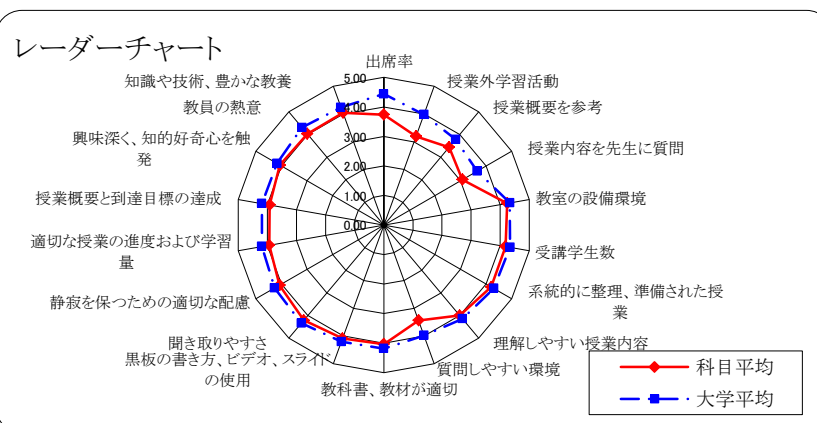 レーダーチャート
出席率
授業外学習活動
授業概要を参考
授業内容を先生に質問
教室の設備環境
受講学生数
系統的に整理、準備された授
業
理解しやすい授業内容
質問しやすい環境
教科書、教材が適切
黒板の書き方、ビデオ、スライド
の使用
聞き取りやすさ
静寂を保つための適切な配慮
適切な授業の進度および学習
量
授業概要と到達目標の達成
興味深く、知的好奇心を触
発
教員の熱意
知識や技術、豊かな教養
5.00
4.00
3.00
2.00
1.00
0.00
科目平均
大学平均